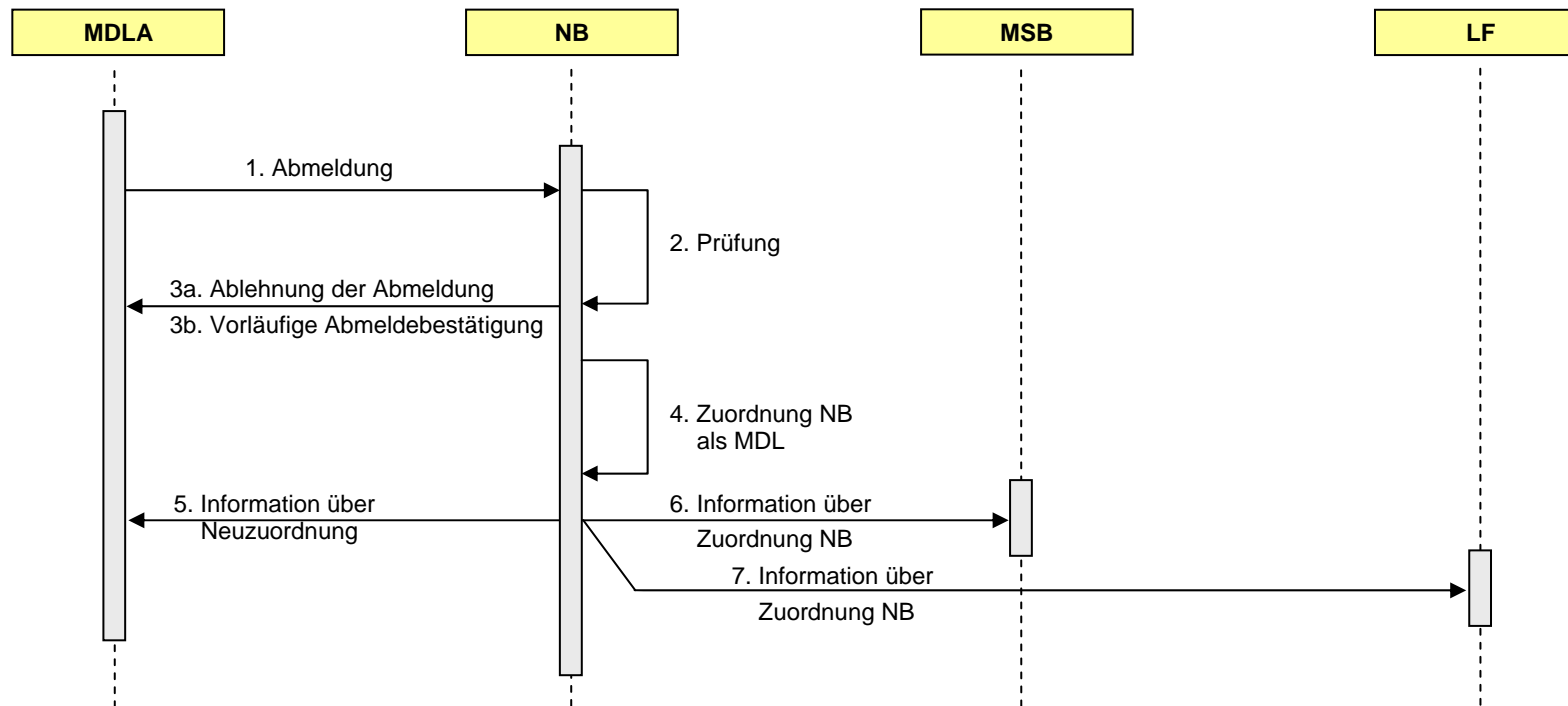 MDLA
NB
MSB
LF
1. Abmeldung
2. Prüfung
3a. Ablehnung der Abmeldung
3b. Vorläufige Abmeldebestätigung
4. Zuordnung NB
als MDL
5. Information über
Neuzuordnung
6. Information über
Zuordnung NB
7. Information über
Zuordnung NB